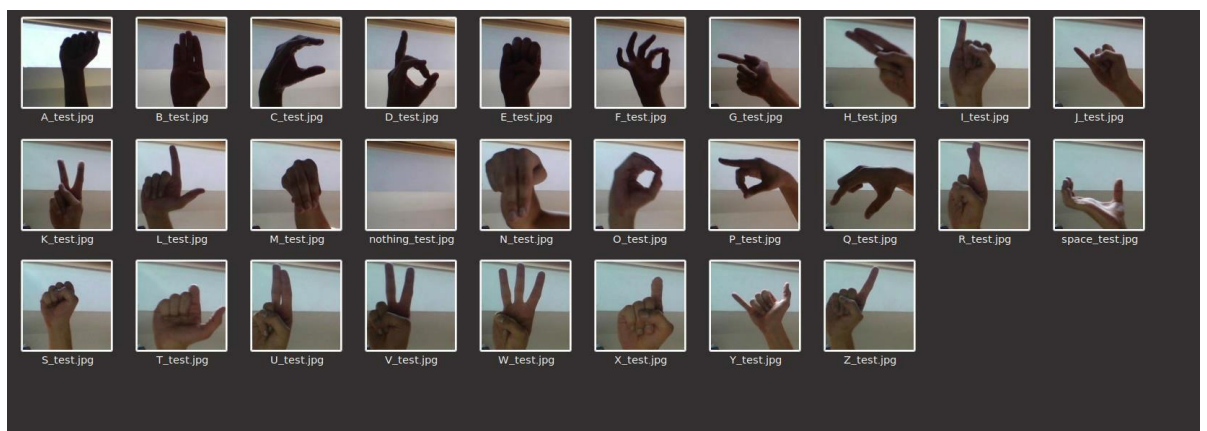 A_test.jpg B_test.jpg C_test.jpg D_test.jpg E_test.jpg F_test.jpg G_test.jpg H_test.jpg I_test.jpg J_test.jpg
K_test.jpg L_test.jpg M_test.jpg nothing_test.jpg N_test.jpg O_test.jpg P_test.jpg Q_test.jpg R_test.jpg space_test.jpg
S_test.jpg T_test.jpg U_test.jpg V_test.jpg W_test.jpg X_test.jpg Y_test.jpg Z_test.jpg